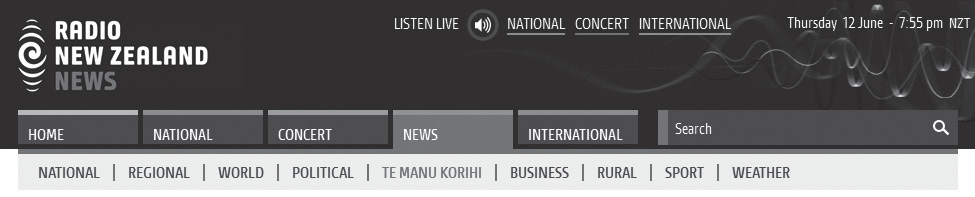 RADIO
NEW ZEALAND
NEWS
LISTEN LIVE NATIONAL CONCERT INTERNATIONAL
Thursday 12 June - 7:55 pm NZT
HOME NATIONAL CONCERT NEWS INTERNATIONAL Search
NATIONAL | REGIONAL | WORLD | POLITICAL | TE MANU KORIHI | BUSINESS | RURAL | SPORT | WEATHER